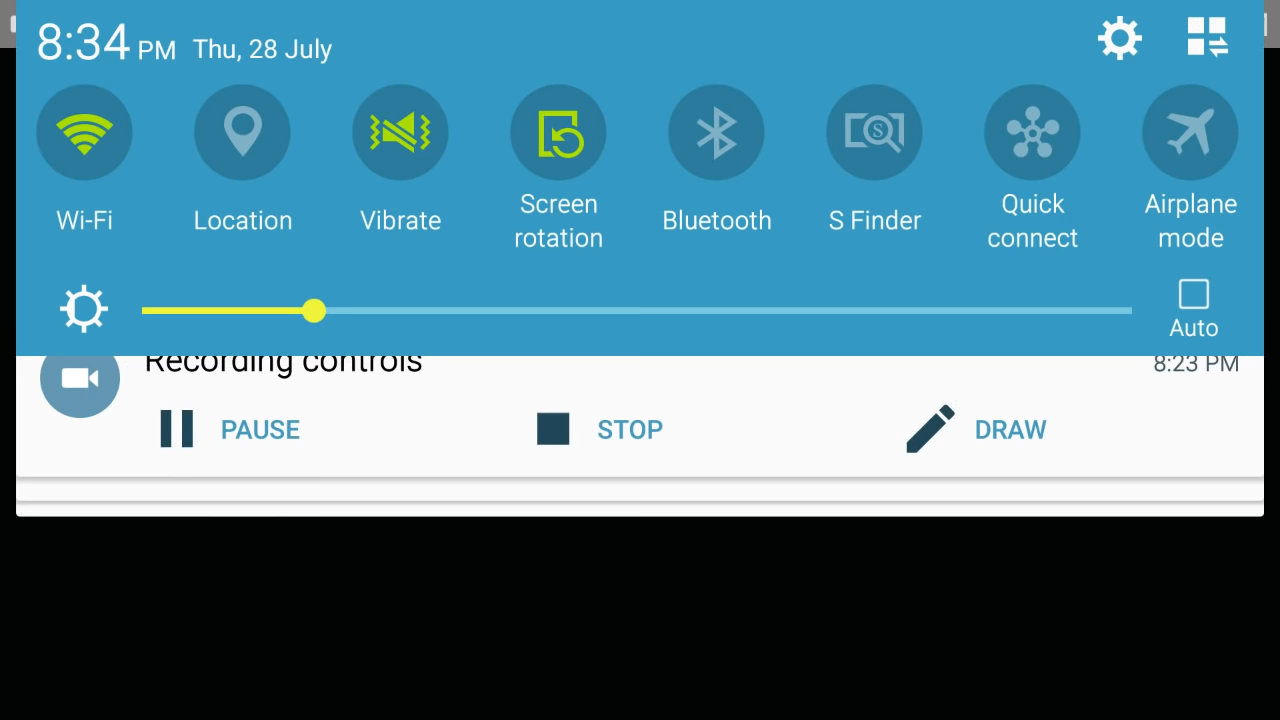 8:34 PM Thu, 28 July
Wi-Fi
Location
Vibrate
Screen
rotation
Bluetooth
S Finder
Quick
connect
Airplane
mode
Auto
Recording controls
8:23 PM
PAUSE
STOP
DRAW